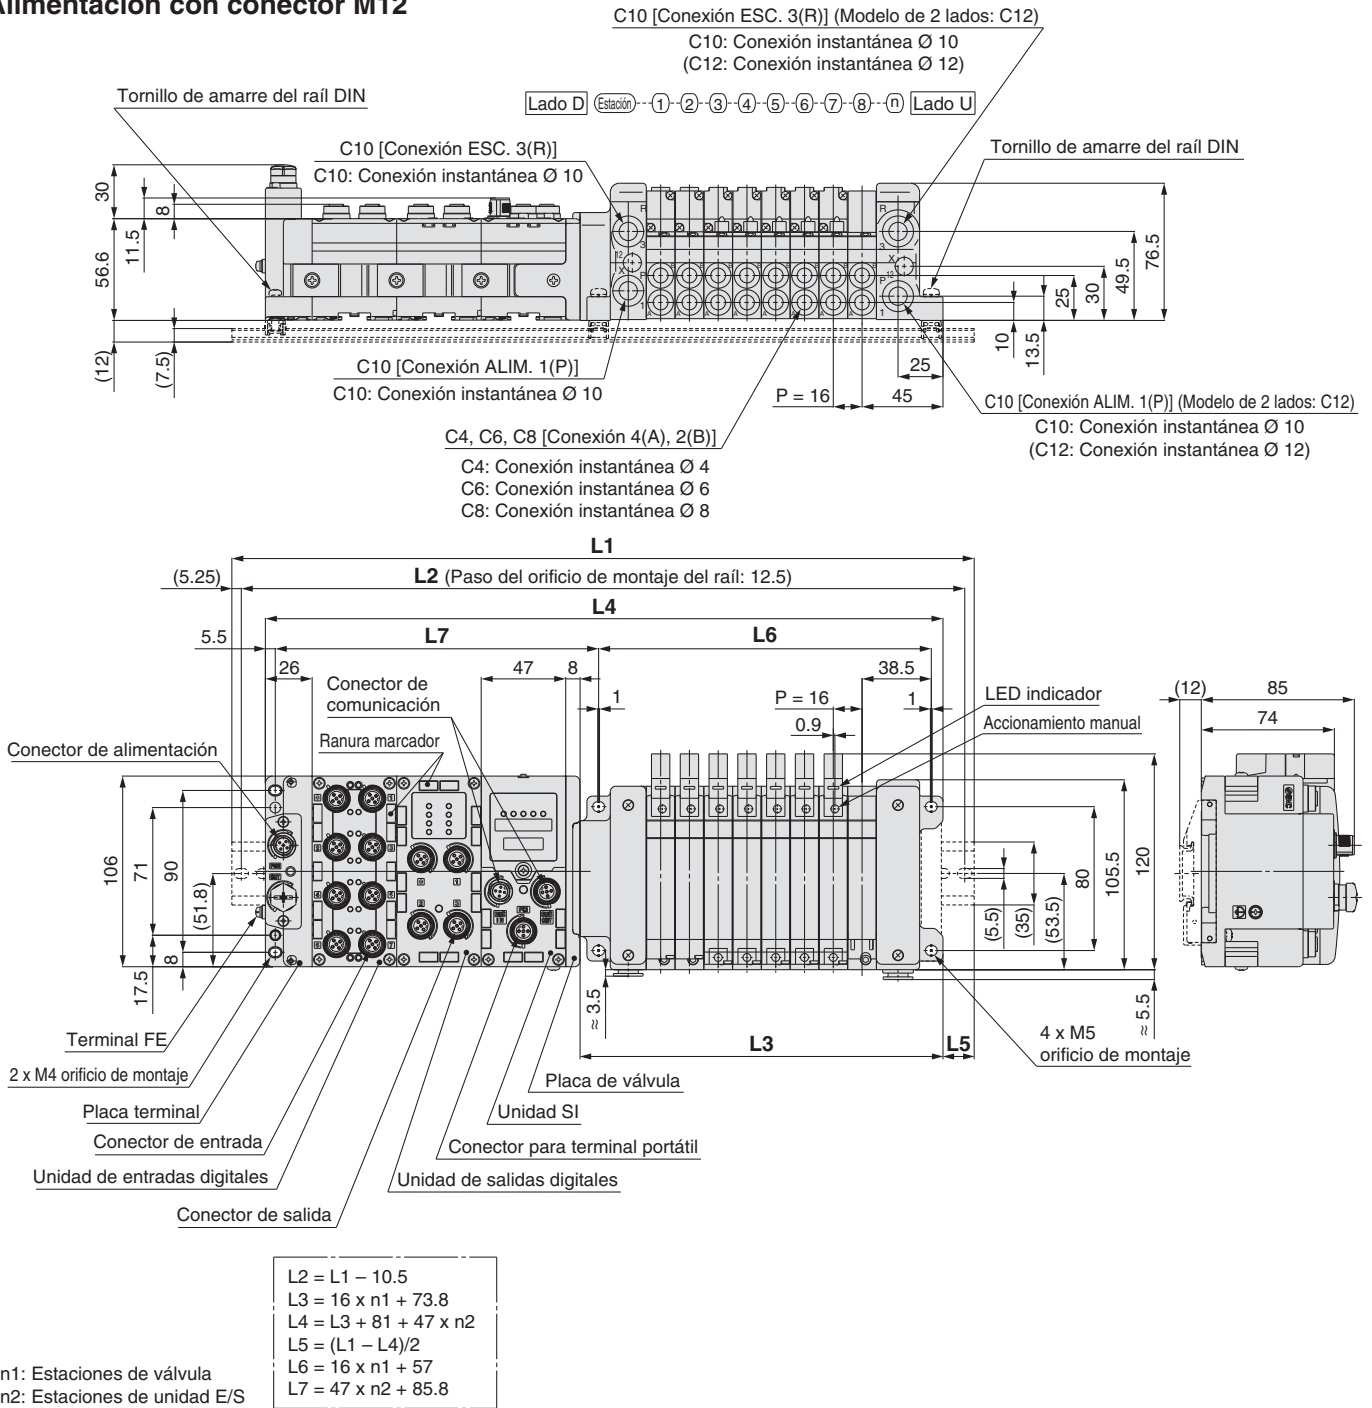 Alimentación con conector M12
C10 [Conexión ESC. 3(R)] (Modelo de 2 lados: C12)
C10: Conexión instantánea Ø 10
(C12: Conexión instantánea Ø 12)
Lado D Estación 1 2 3 4 5 6 7 8 n Lado U
Tornillo de amarre del raíl DIN
C10 [Conexión ESC. 3(R)]
C10: Conexión instantánea Ø 10
Tornillo de amarre del raíl DIN
30
8
11.5
56.6
(12)
(7.5)
76.5
49.5
30
25
13.5
10
25
P = 16
45
C10 [Conexión ALIM. 1(P)]
C10: Conexión instantánea Ø 10
C10 [Conexión ALIM. 1(P)] (Modelo de 2 lados: C12)
C10: Conexión instantánea Ø 10
(C12: Conexión instantánea Ø 12)
C4, C6, C8 [Conexión 4(A), 2(B)]
C4: Conexión instantánea Ø 4
C6: Conexión instantánea Ø 6
C8: Conexión instantánea Ø 8
L1
(5.25)
L2 (Paso del orificio de montaje del raíl: 12.5)
L4
5.5
L7
L6
26
47
8
38.5
Conector de
comunicación
1
P = 16
1
LED indicador
(12)
85
74
0.9
Accionamiento manual
Ranura marcador
Conector de alimentación
106
71
90
(51.8)
17.5
8
80
105.5
120
(5.5)
(35)
(53.5)
≈ 3.5
≈ 5.5
L3
L5
4 x M5
orificio de montaje
Terminal FE
2 x M4 orificio de montaje
Placa terminal
Conector de entrada
Unidad de entradas digitales
Conector de salida
Placa de válvula
Unidad SI
Conector para terminal portátil
Unidad de salidas digitales
L2 = L1 – 10.5
L3 = 16 x n1 + 73.8
L4 = L3 + 81 + 47 x n2
L5 = (L1 – L4)/2
L6 = 16 x n1 + 57
L7 = 47 x n2 + 85.8
n1: Estaciones de válvula
n2: Estaciones de unidad E/S